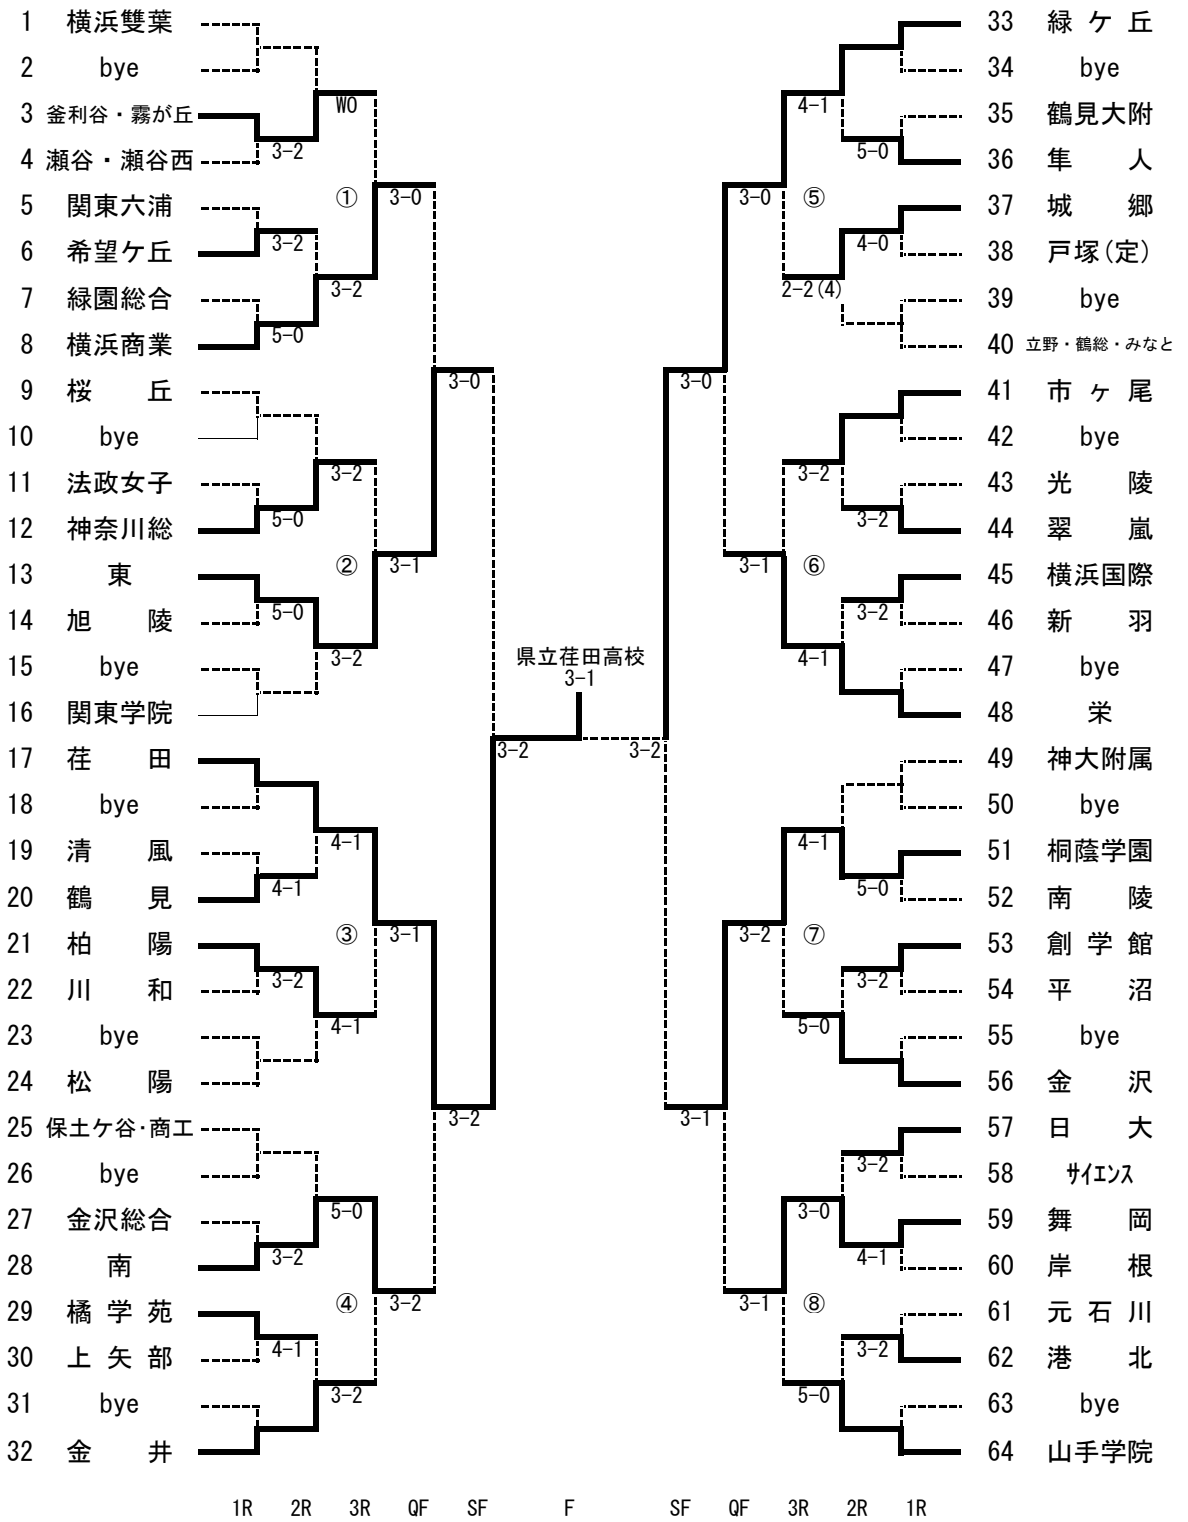 1 横浜雙葉
2 bye
3 釜利谷・霧が丘
4 瀬谷・瀬谷西
5 関東六浦
6 希望ケ丘
7 緑園総合
8 横浜商業
9 桜 丘
10 bye
11 法政女子
12 神奈川総
13 東
14 旭 陵
15 bye
16 関東学院
17 荏 田
18 bye
19 清 風
20 鶴 見
21 柏 陽
22 川 和
23 bye
24 松 陽
25 保土ケ谷・商工
26 bye
27 金沢総合
28 南
29 橘 学 苑
30 上 矢 部
31 bye
32 金 井
3-2
3-2
5-0
5-0
5-0
4-1
3-2
3-2
4-1
WO
3-2
3-2
3-2
4-1
4-1
5-0
3-2
①
②
③
④
3-0
3-1
3-1
3-2
3-0
3-2
3-2
県立荏田高校
3-1
3-2
3-0
3-1
3-0
3-1
3-2
3-1
⑤
⑥
⑦
⑧
4-1
2-2(4)
3-2
4-1
4-1
5-0
3-0
5-0
5-0
4-0
3-2
3-2
5-0
3-2
3-2
4-1
3-2
33 緑 ケ 丘
34 bye
35 鶴見大附
36 隼 人
37 城 郷
38 戸塚(定)
39 bye
40 立野・鶴総・みなと
41 市 ヶ 尾
42 bye
43 光 陵
44 翠 嵐
45 横浜国際
46 新 羽
47 bye
48 栄
49 神大附属
50 bye
51 桐蔭学園
52 南 陵
53 創 学 館
54 平 沼
55 bye
56 金 沢
57 日 大
58 ｻｲｴﾝｽ
59 舞 岡
60 岸 根
61 元 石 川
62 港 北
63 bye
64 山手学院
1R 2R 3R QF SF F SF QF 3R 2R 1R